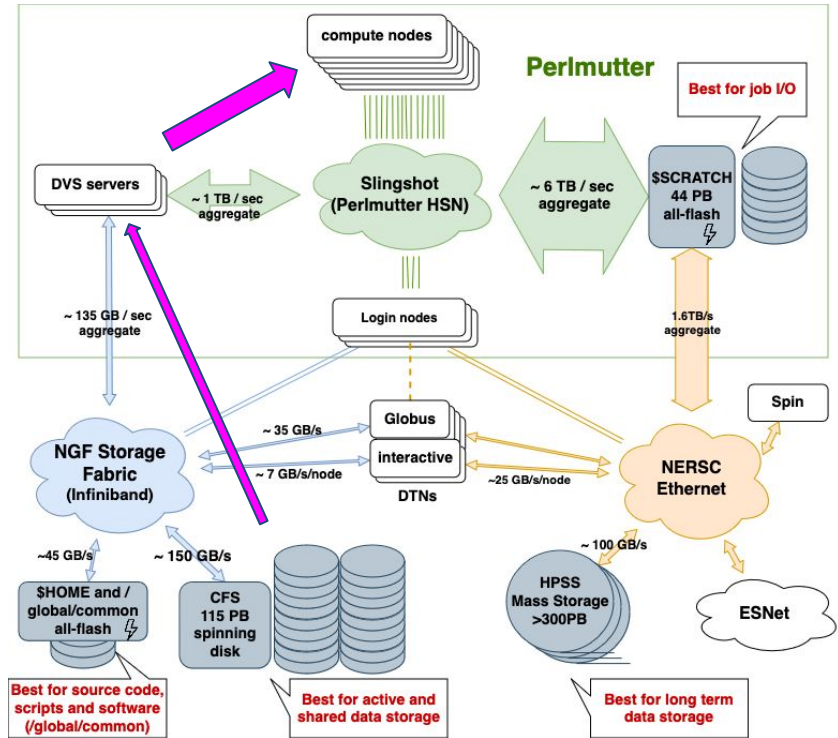 compute nodes
Perlmutter
Best for job I/O
DVS servers
~ 1 TB / sec
aggregate
Slingshot
(Perlmutter HSN)
~ 6 TB / sec
aggregate
$SCRATCH
44 PB
all-flash
~ 135 GB / sec
aggregate
Login nodes
1.6TB/s
aggregate
Spin
NGF Storage
Fabric
(Infiniband)
~ 35 GB/s
~ 7 GB/s/node
Globus
interactive
DTNs
~25 GB/s/node
NERSC
Ethernet
~45 GB/s
~ 150 GB/s
~ 100 GB/s
$HOME and /
global/common
all-flash
CFS
115 PB
spinning
disk
HPSS
Mass Storage
>300PB
ESNet
Best for source code,
scripts and software
(/global/common)
Best for active and
shared data storage
Best for long term
data storage